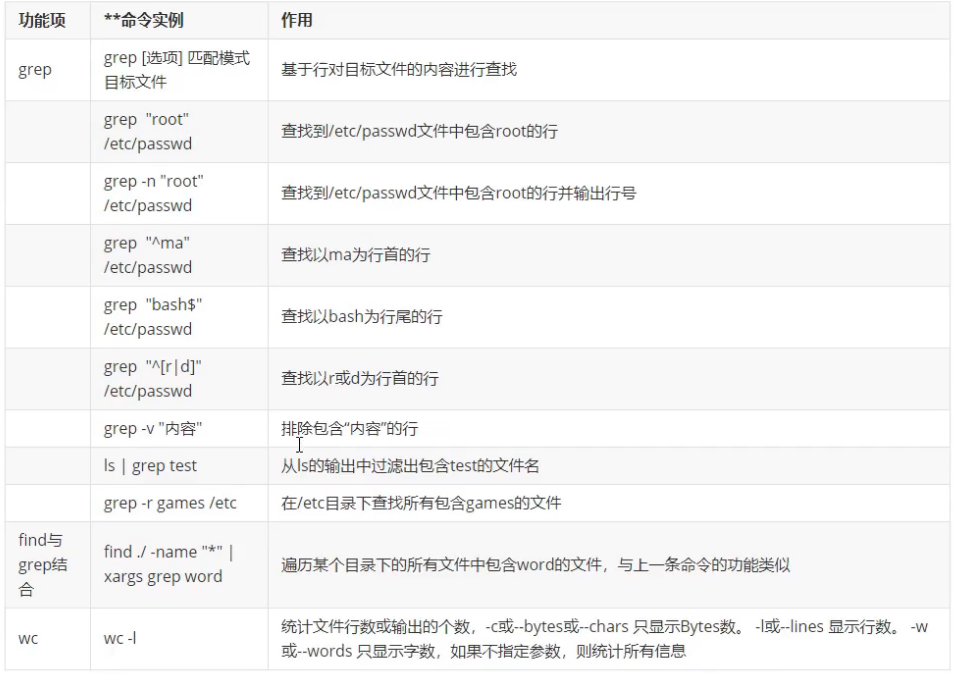 功能项 **命令实例 作用
grep
grep [选项] 匹配模式
目标文件
基于行对目标文件的内容进行查找
grep "root"
/etc/passwd
查找到/etc/passwd文件中包含root的行
grep -n "root"
/etc/passwd
查找到/etc/passwd文件中包含root的行并输出行号
grep "^ma"
/etc/passwd
查找以ma为行首的行
grep "bash$"
/etc/passwd
查找以bash为行尾的行
grep "^[r|d]"
/etc/passwd
查找以r或d为行首的行
grep -v "内容" 排除包含“内容”的行
ls | grep test 从ls的输出中过滤出包含test的文件名
grep -r games /etc 在/etc目录下查找所有包含games的文件
find与
grep结
合
find ./ -name "*" |
xargs grep word
遍历某个目录下的所有文件中包含word的文件，与上一条命令的功能类似
wc
wc -l
统计文件行数或输出的个数，-c或--bytes或--chars 只显示Bytes数。 -l或--lines 显示行数。 -w
或--words 只显示字数，如果不指定参数，则统计所有信息